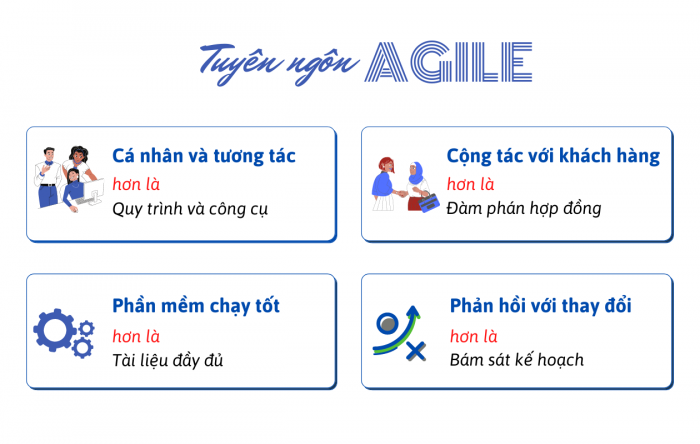 Tuyên ngôn AGILE
Cá nhân và tương tác
hơn là
Quy trình và công cụ
Cộng tác với khách hàng
hơn là
Đàm phán hợp đồng
Phần mềm chạy tốt
hơn là
Tài liệu đầy đủ
Phản hồi với thay đổi
hơn là
Bám sát kế hoạch